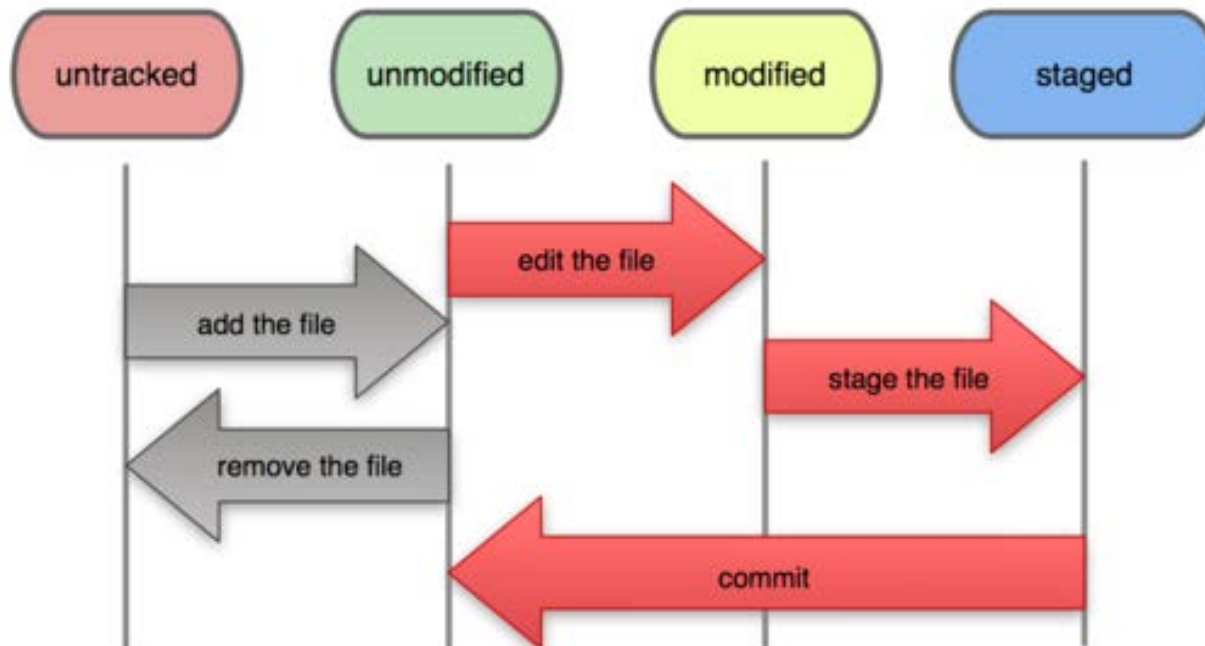 untracked
unmodified
modified
staged
edit the file
add the file
stage the file
remove the file
commit